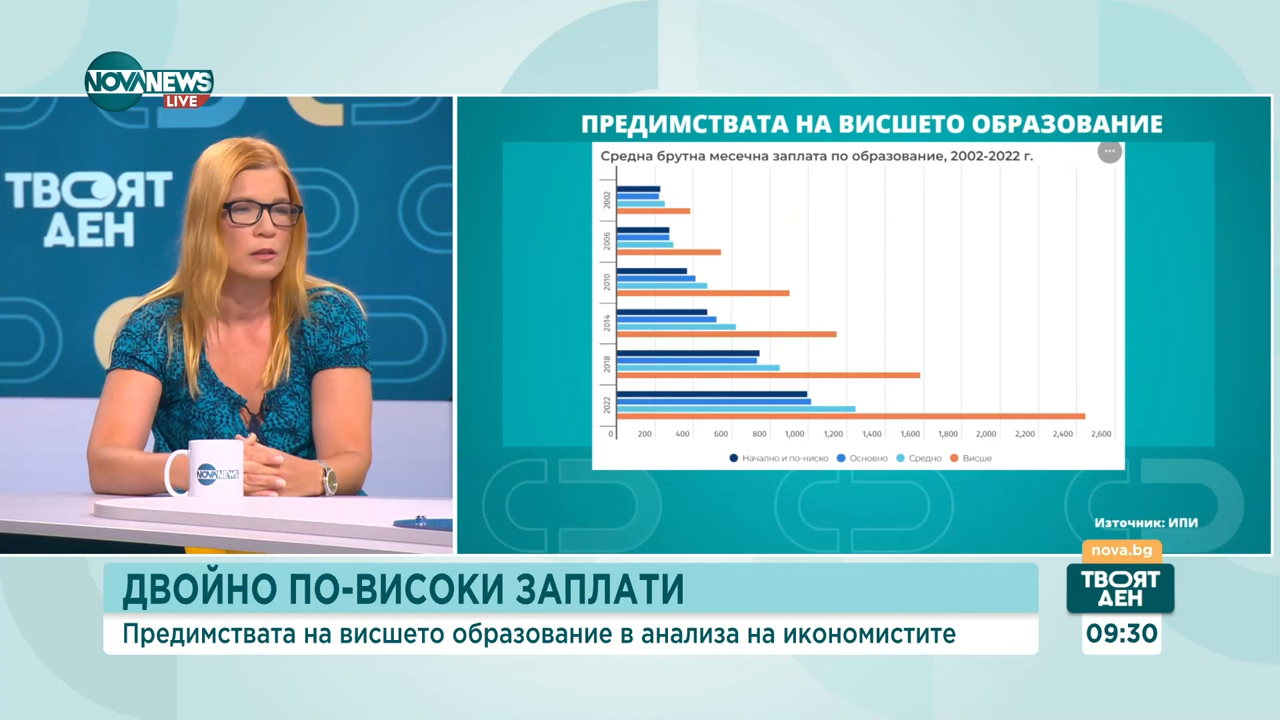 NOVA NEWS
LIVE
ТВОЯТ
ДЕН
NOVANEWS
ПРЕДИМСТВАТА НА ВИСШЕТО ОБРАЗОВАНИЕ
Средна брутна месечна заплата по образование, 2002-2022 г.
2002
2006
2010
2014
2018
2022
0 200 400 600 800 1,000 1,200 1,400 1,600 1,800 2,000 2,200 2,400 2,600
Начално и по-ниско Основно Средно Висше
Източник: ИПИ
nova.bg
ТВОЯТ
ДЕН
09:30
ДВОЙНО ПО-ВИСОКИ ЗАПЛАТИ
Предимствата на висшето образование в анализа на икономистите